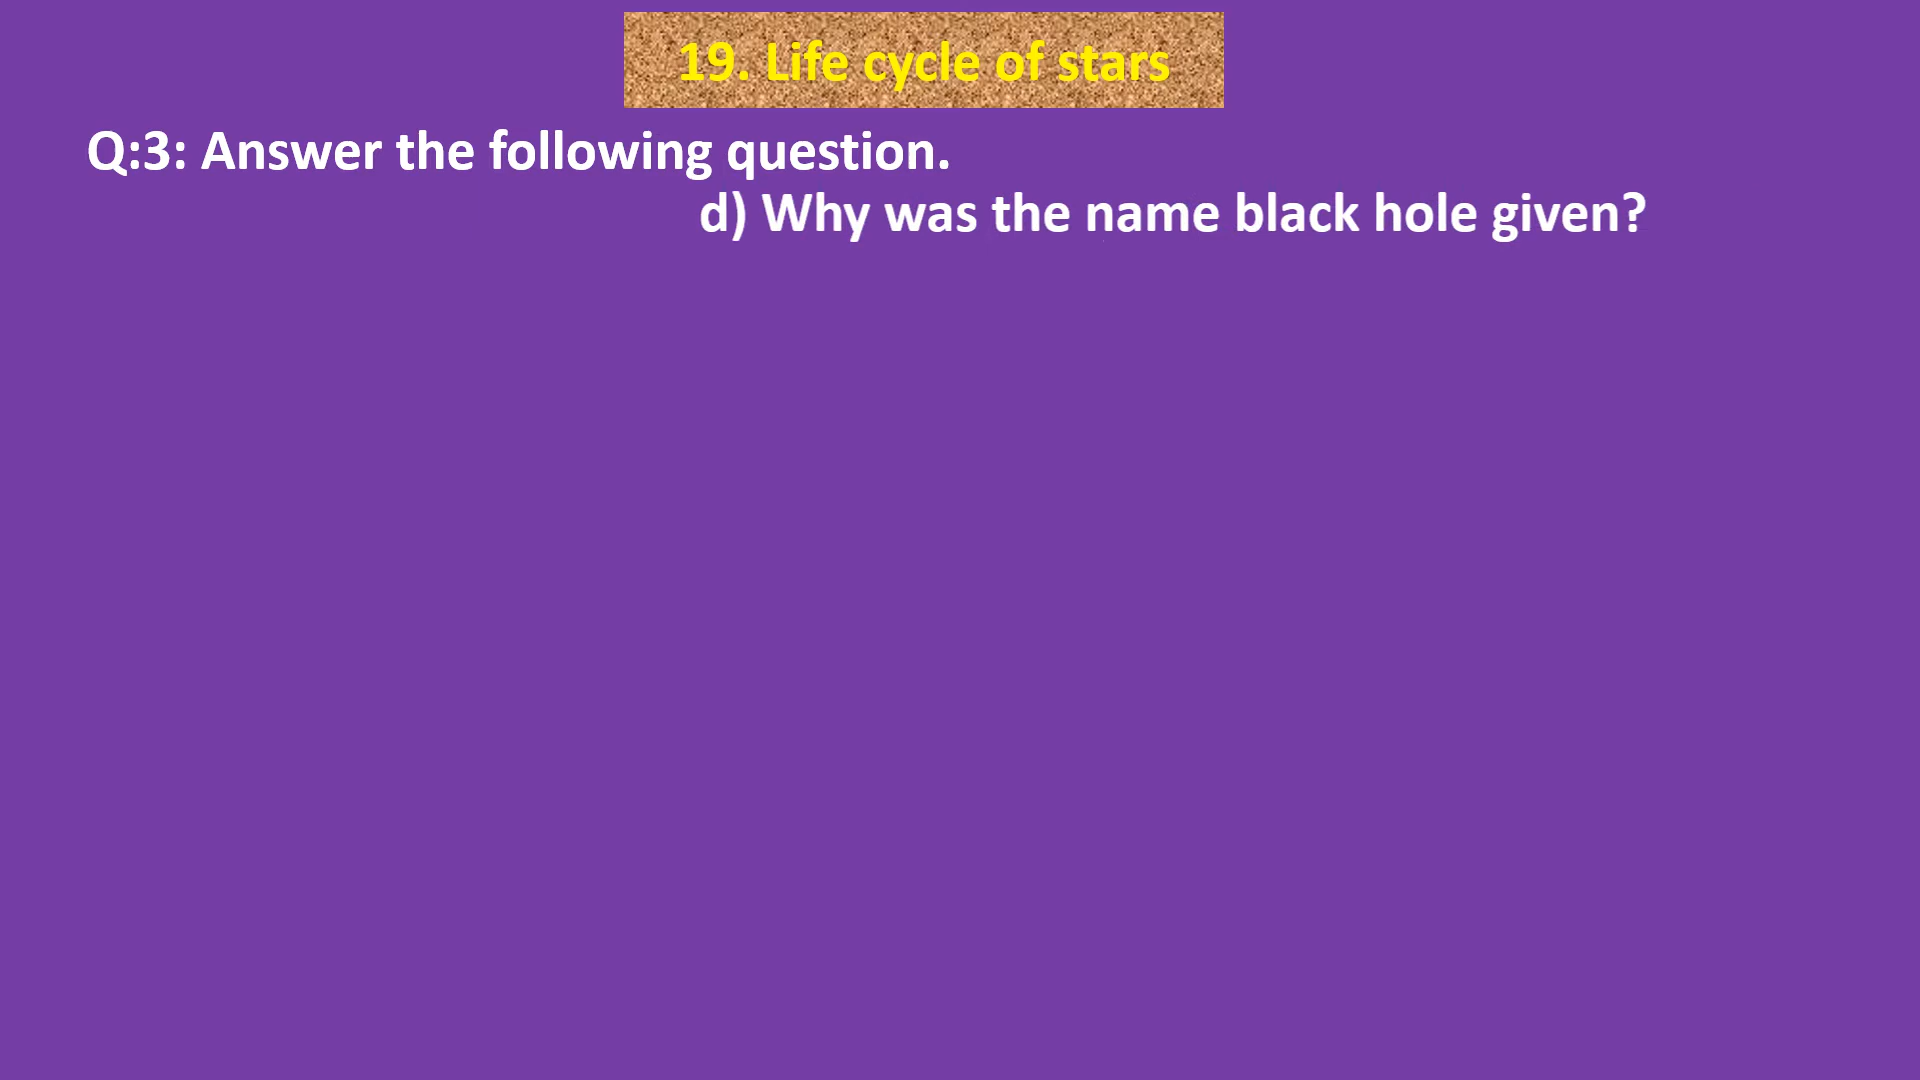 19. Life cycle of stars
Q:3: Answer the following question.
d) Why was the name black hole given?